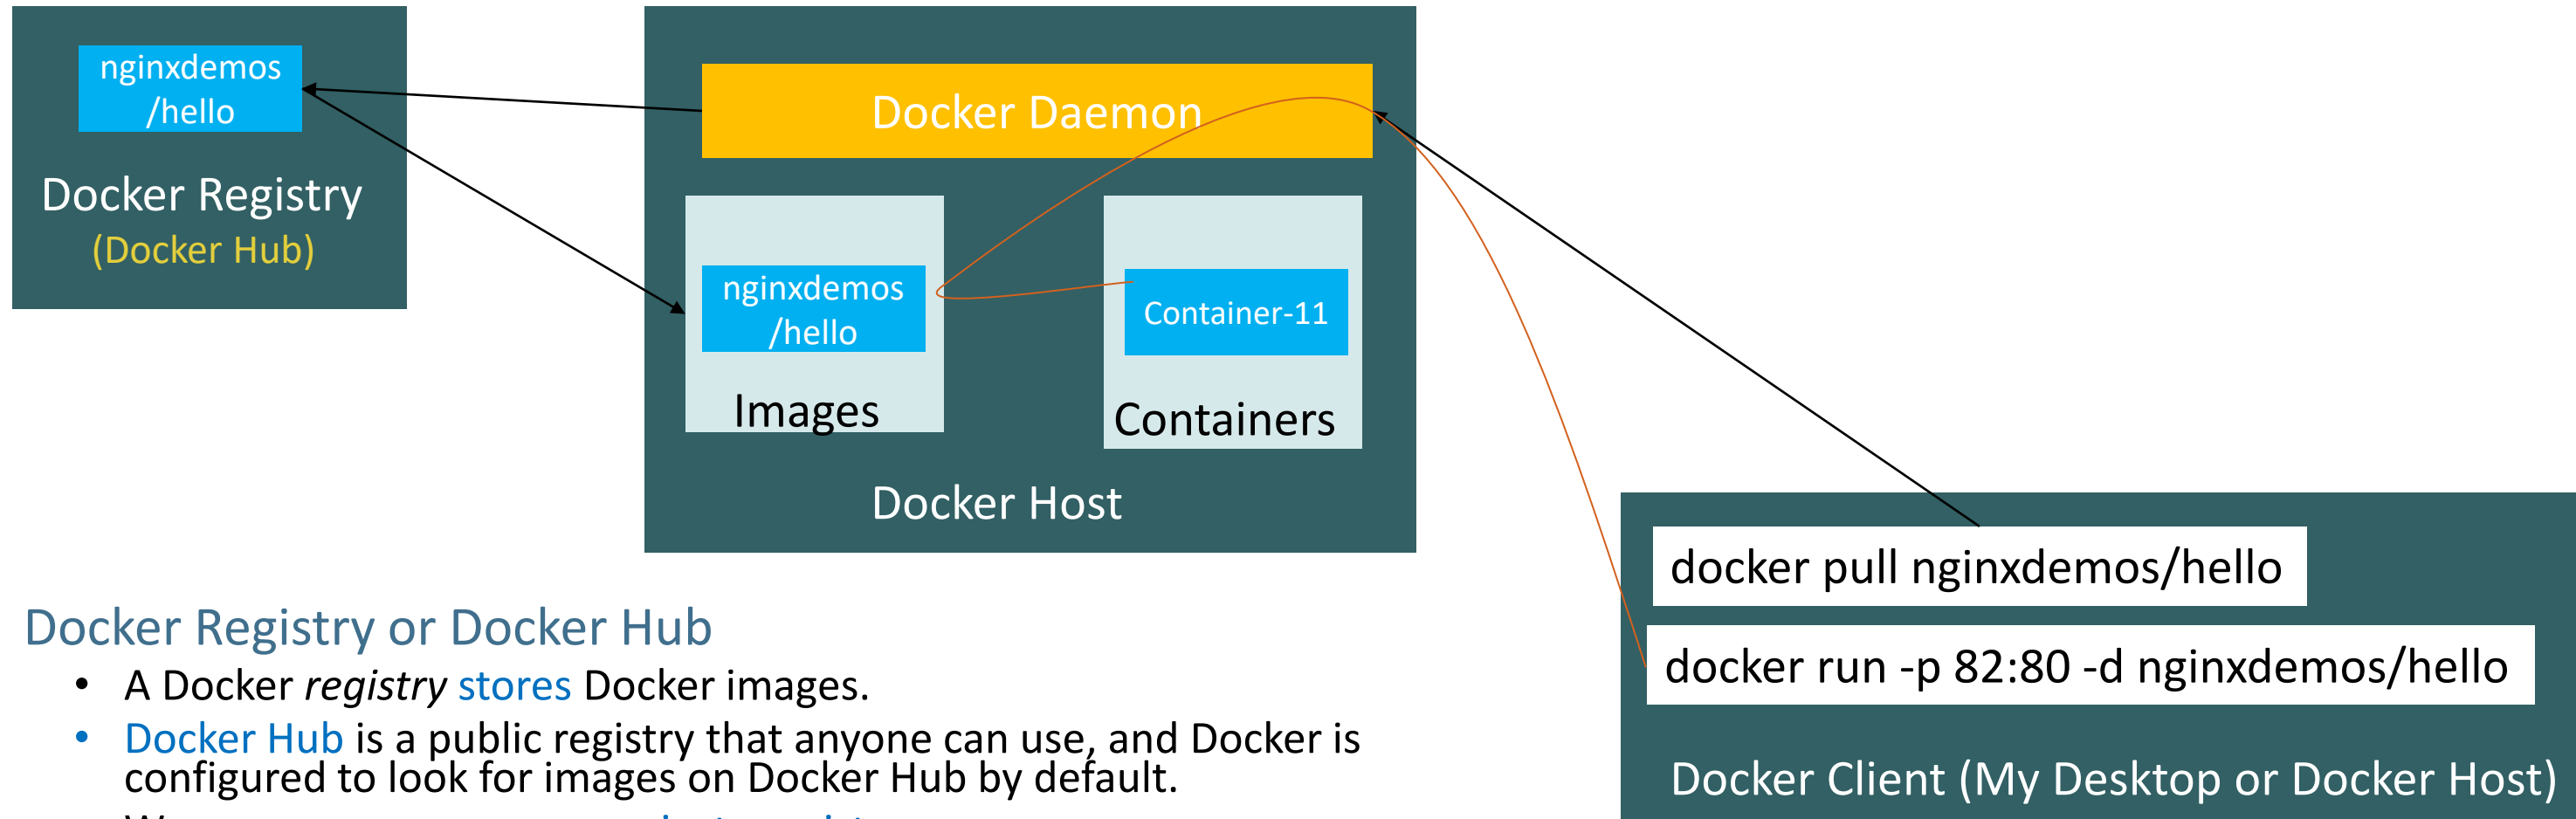 nginxdemos
/hello
Docker Registry
(Docker Hub)
Docker Daemon
nginxdemos
/hello
Images
Container-11
Containers
Docker Host
docker pull nginxdemos/hello
docker run -p 82:80 -d nginxdemos/hello
Docker Client (My Desktop or Docker Host)
Docker Registry or Docker Hub
• A Docker registry stores Docker images.
• Docker Hub is a public registry that anyone can use, and Docker is
configured to look for images on Docker Hub by default.